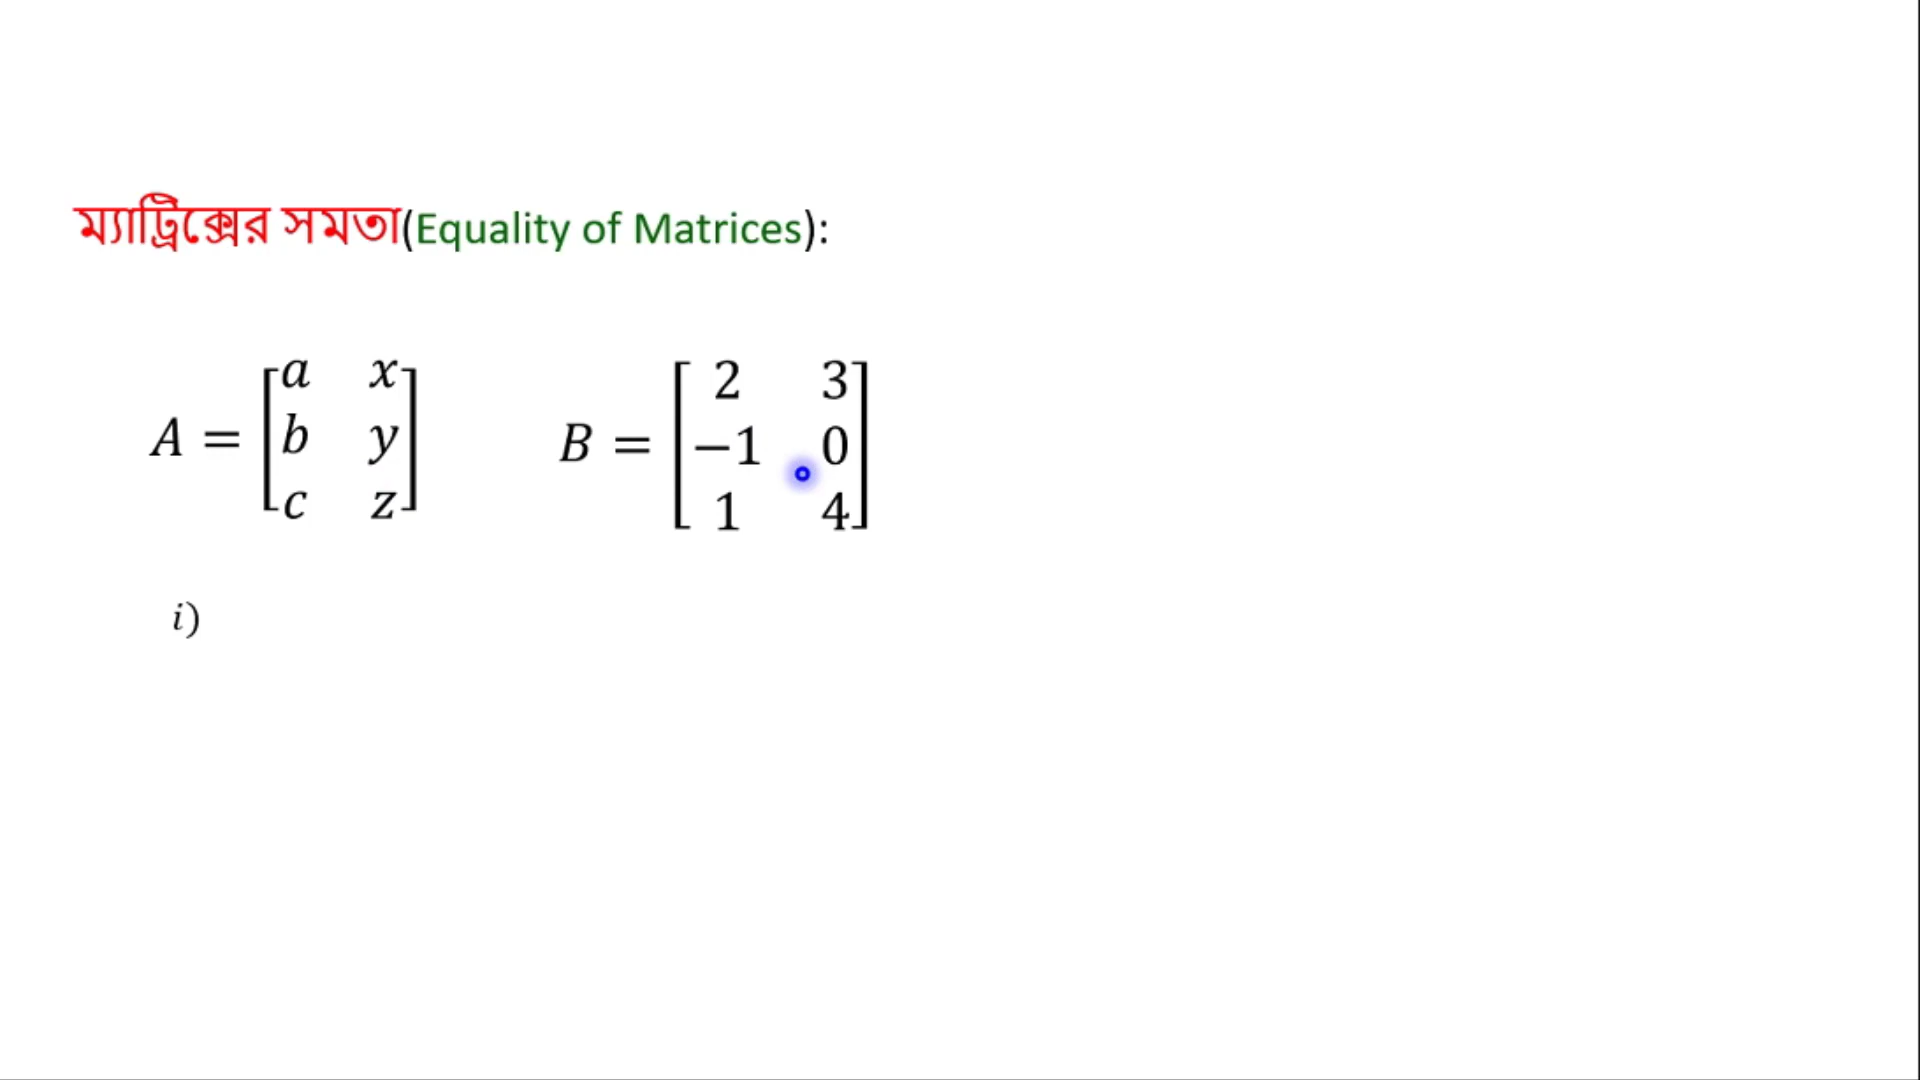 ম্যাট্রিক্সের সমতা(Equality of Matrices):
A = [a x; b y; c z] B = [2 3; −1 0; 1 4]
i)